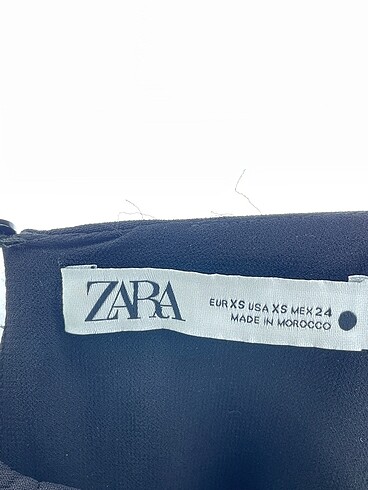 ZARA
EUR XS USA XS MEX 24
MADE IN MOROCCO